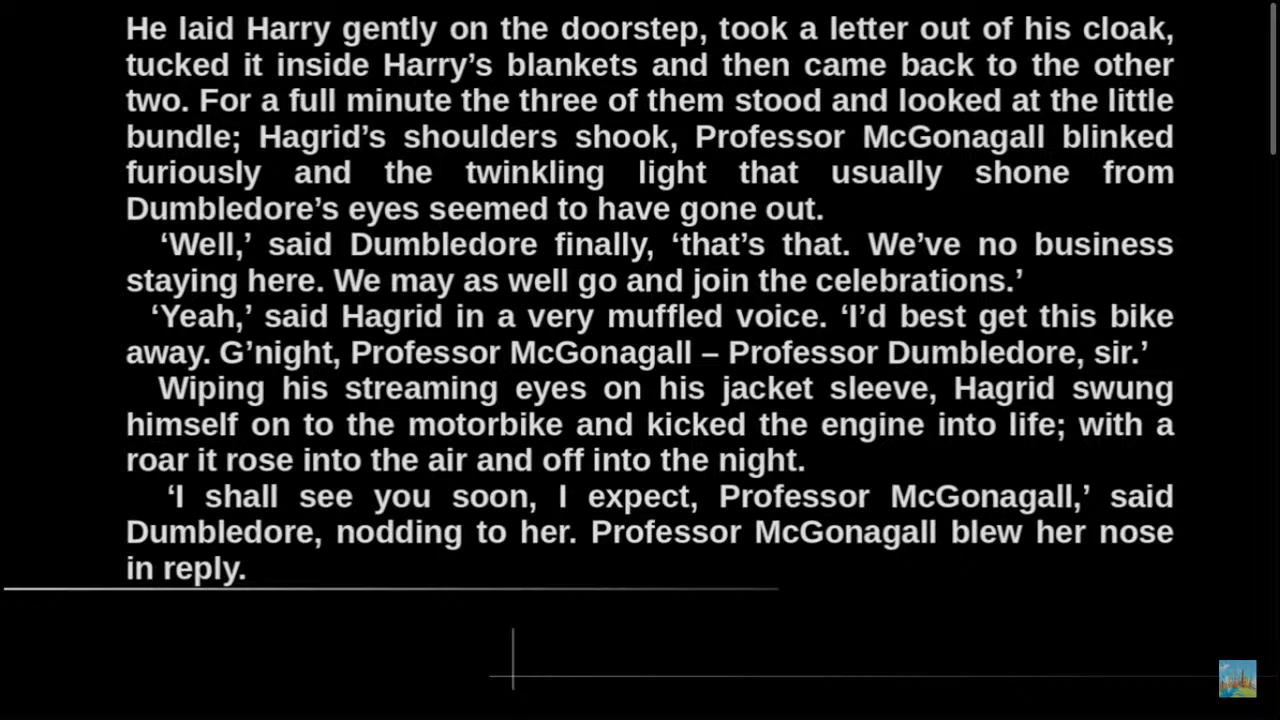 He laid Harry gently on the doorstep, took a letter out of his cloak,
tucked it inside Harry’s blankets and then came back to the other
two. For a full minute the three of them stood and looked at the little
bundle; Hagrid’s shoulders shook, Professor McGonagall blinked
furiously and the twinkling light that usually shone from
Dumbledore’s eyes seemed to have gone out.
‘Well,’ said Dumbledore finally, ‘that’s that. We’ve no business
staying here. We may as well go and join the celebrations.’
‘Yeah,’ said Hagrid in a very muffled voice. ‘I’d best get this bike
away. G’night, Professor McGonagall – Professor Dumbledore, sir.’
Wiping his streaming eyes on his jacket sleeve, Hagrid swung
himself on to the motorbike and kicked the engine into life; with a
roar it rose into the air and off into the night.
‘I shall see you soon, I expect, Professor McGonagall,’ said
Dumbledore, nodding to her. Professor McGonagall blew her nose
in reply.